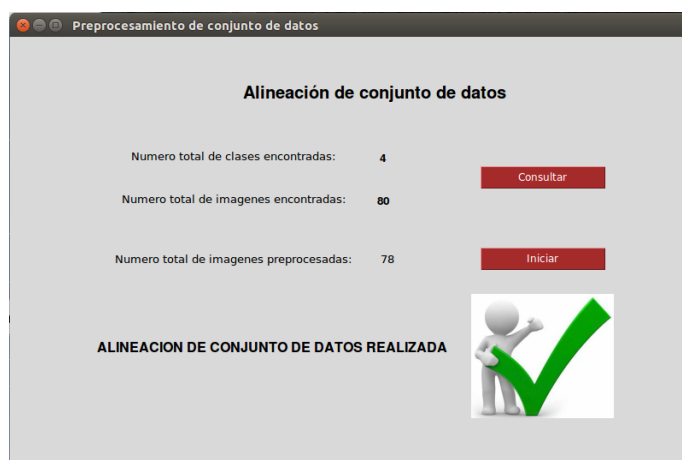 Preprocesamiento de conjunto de datos
Alineación de conjunto de datos
Numero total de clases encontradas: 4
Consultar
Numero total de imagenes encontradas: 80
Numero total de imagenes preprocesadas: 78
Iniciar
ALINEACION DE CONJUNTO DE DATOS REALIZADA